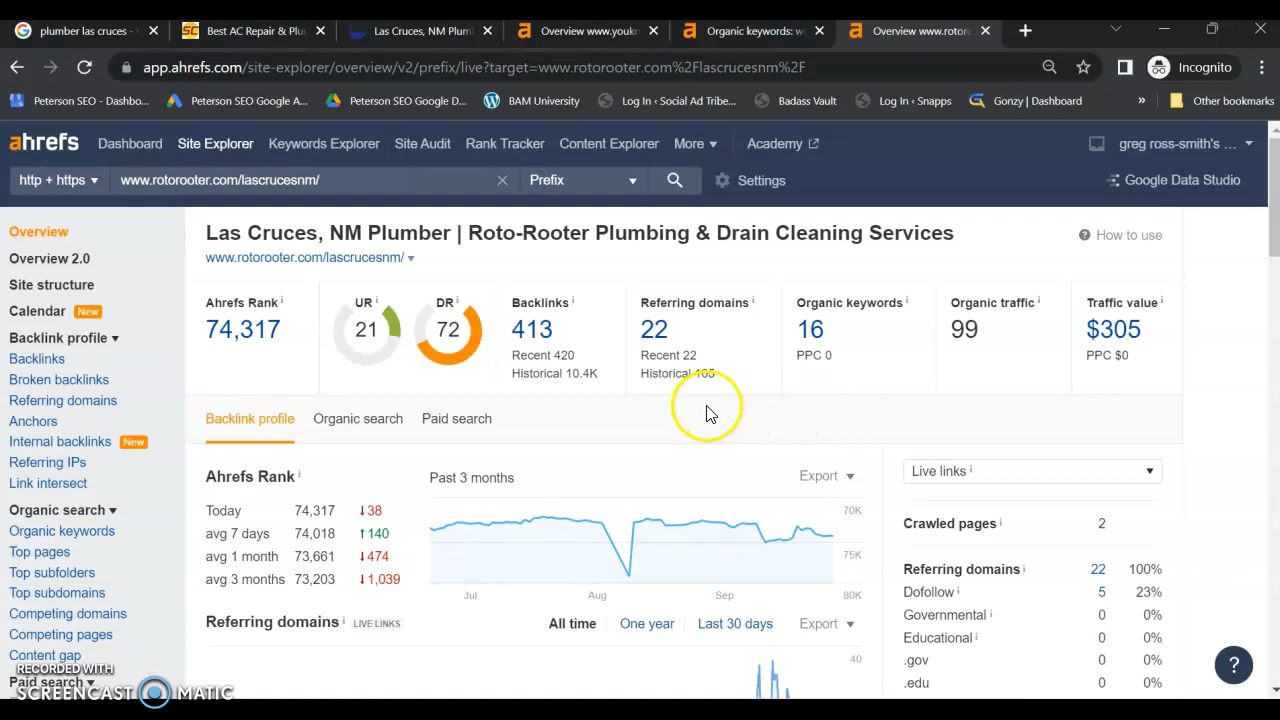 plumber las cruces - G
Best AC Repair & Plu
Las Cruces, NM Plum
Overview www.youkn
Organic keywords: w
Overview www.rotor
app.ahrefs.com/site-explorer/overview/v2/prefix/live?target=www.rotorooter.com%2Flascrucesnm%2F
Incognito
Peterson SEO - Dashbo...
Peterson SEO Google A...
Peterson SEO Google D...
BAM University
Log In ‹ Social Ad Tribe...
Badass Vault
Log In ‹ Snapps
Gonzy | Dashboard
»
Other bookmarks
ahrefs Dashboard Site Explorer Keywords Explorer Site Audit Rank Tracker Content Explorer More Academy greg ross-smith's ...
http + https www.rotorooter.com/lascrucesnm/ Prefix Settings Google Data Studio
Overview
Overview 2.0
Site structure
Calendar New
Backlink profile
Backlinks
Broken backlinks
Referring domains
Anchors
Internal backlinks New
Referring IPs
Link intersect
Organic search
Organic keywords
Top pages
Top subfolders
Top subdomains
Competing domains
Competing pages
Content gap
Paid search
Las Cruces, NM Plumber | Roto-Rooter Plumbing & Drain Cleaning Services
How to use
www.rotorooter.com/lascrucesnm/
Ahrefs Rank i
74,317
UR i
21
DR i
72
Backlinks i
413
Recent 420
Historical 10.4K
Referring domains i
22
Recent 22
Historical 105
Organic keywords i
16
PPC 0
Organic traffic i
99
Traffic value i
$305
PPC $0
Backlink profile Organic search Paid search
Ahrefs Rank i
Today 74,317 ↓38
avg 7 days 74,018 ↑140
avg 1 month 73,661 ↓474
avg 3 months 73,203 ↓1,039
Past 3 months Export
70K
75K
80K
Jul Aug Sep
Referring domains i LIVE LINKS All time One year Last 30 days Export
40
Live links i
Crawled pages i 2
Referring domains i 22 100%
Dofollow i 5 23%
Governmental i 0 0%
Educational i 0 0%
.gov 0 0%
.edu 0 0%
?
RECORDED WITH
SCREENCAST MATIC